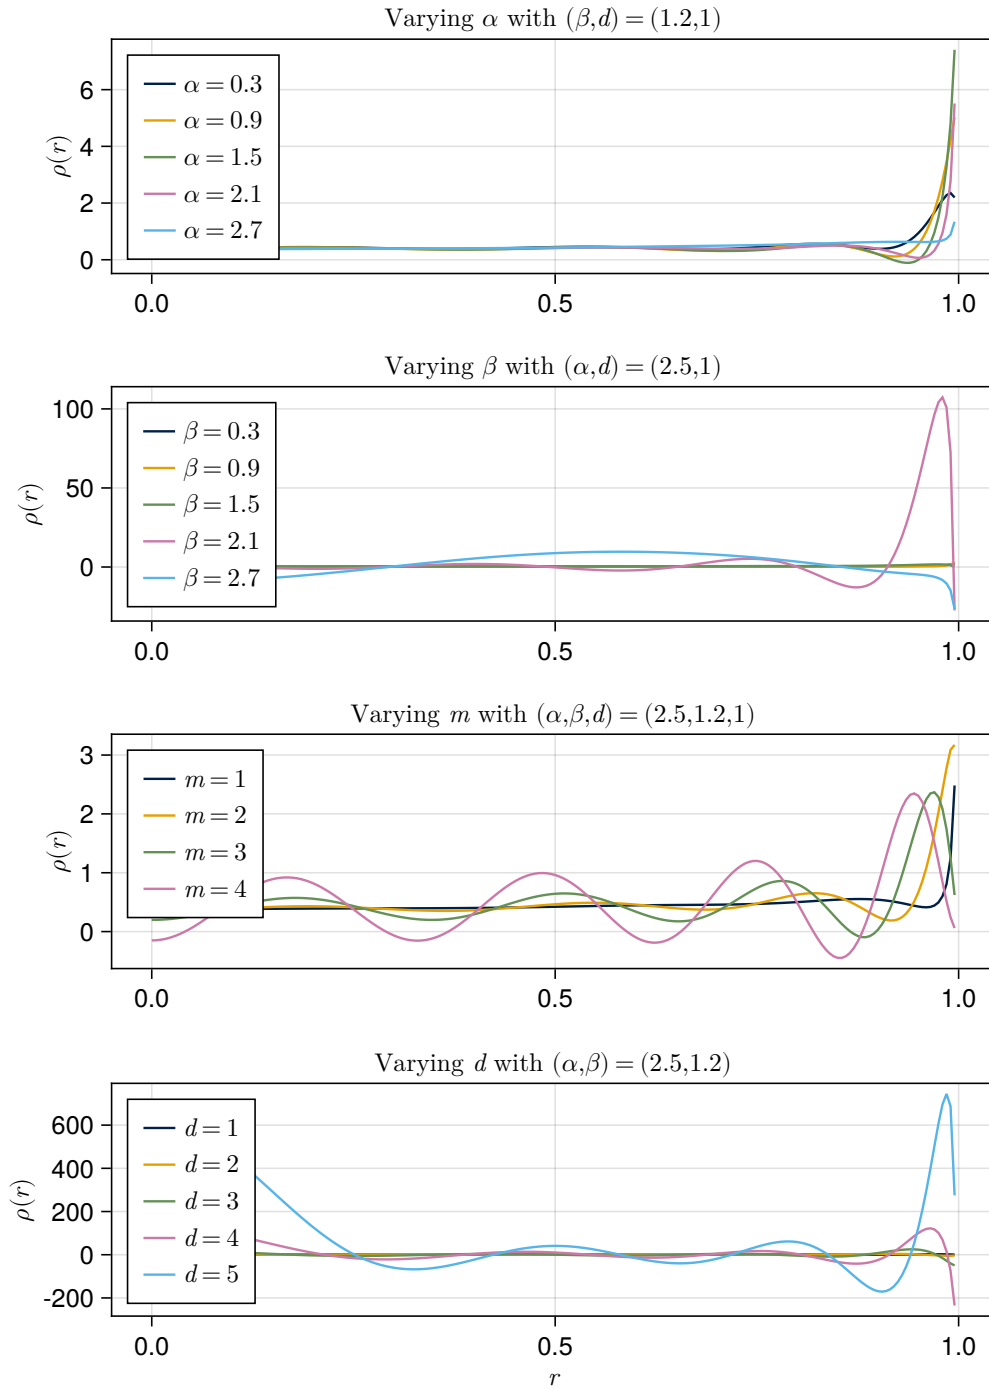 Varying α with (β,d) = (1.2,1)
ρ(r)
6
4
2
0
α = 0.3
α = 0.9
α = 1.5
α = 2.1
α = 2.7
0.0 0.5 1.0
Varying β with (α,d) = (2.5,1)
ρ(r)
100
50
0
β = 0.3
β = 0.9
β = 1.5
β = 2.1
β = 2.7
0.0 0.5 1.0
Varying m with (α,β,d) = (2.5,1.2,1)
ρ(r)
3
2
1
0
m = 1
m = 2
m = 3
m = 4
0.0 0.5 1.0
Varying d with (α,β) = (2.5,1.2)
ρ(r)
600
400
200
0
-200
d = 1
d = 2
d = 3
d = 4
d = 5
0.0 0.5 1.0
r